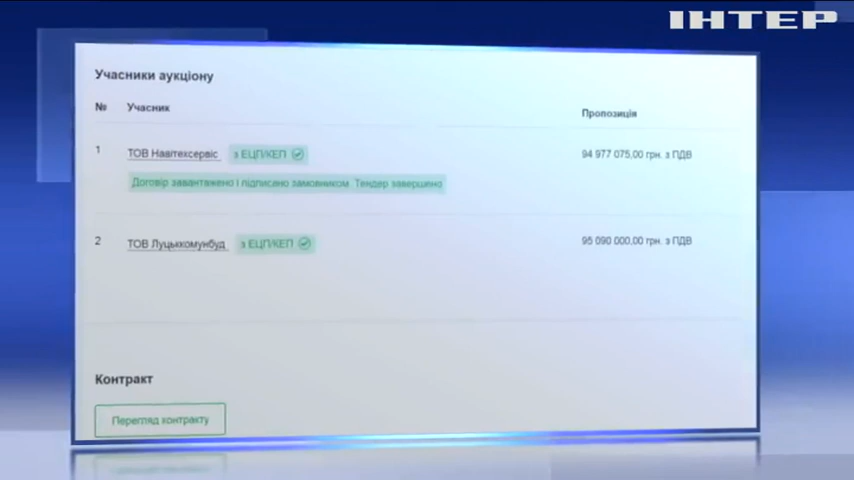 ІНТЕР
Учасники аукціону
№ Учасник Пропозиція
1 ТОВ Навітехсервіс з ЕЦП/КЕП 94 977 075,00 грн. з ПДВ
Договір завантажено і підписано замовником. Тендер завершено
2 ТОВ Луцьккомунбуд з ЕЦП/КЕП 95 090 000,00 грн. з ПДВ
Контракт
Перегляд контракту